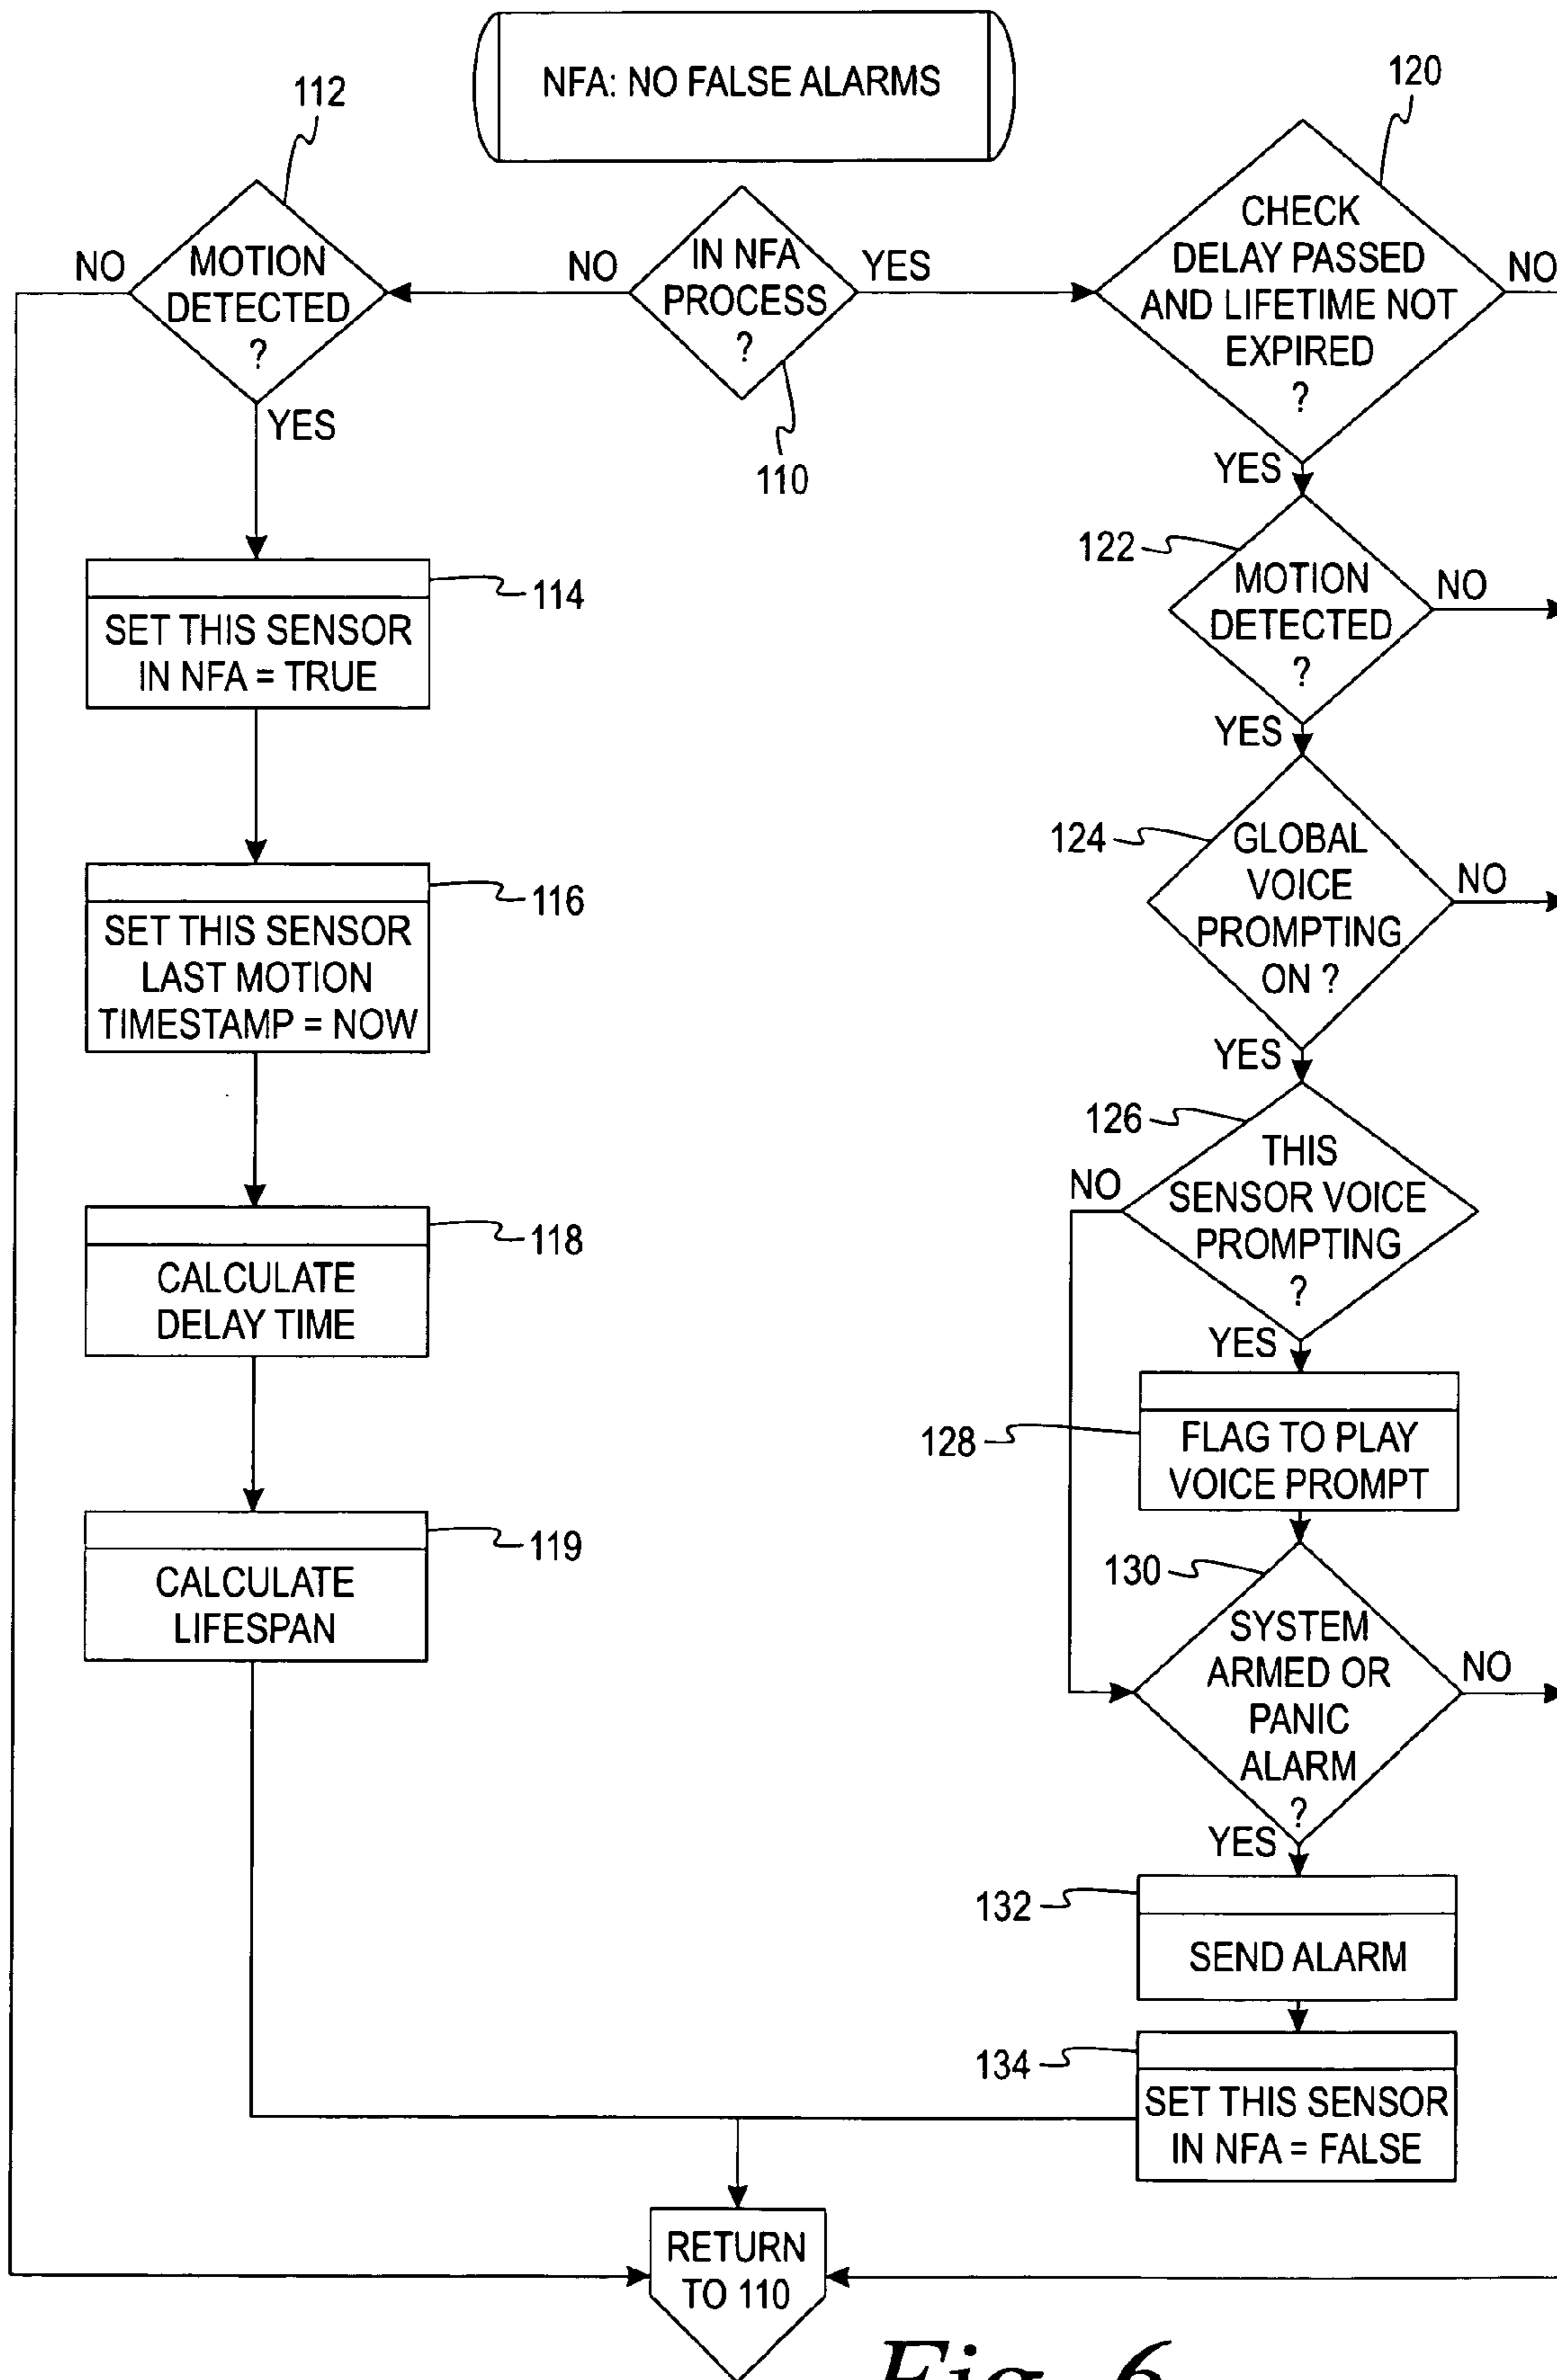 NFA: NO FALSE ALARMS
112
120
NO
MOTION
DETECTED
?
YES
NO
IN NFA
PROCESS
?
YES
110
CHECK
DELAY PASSED
AND LIFETIME NOT
EXPIRED
?
NO
YES
114
SET THIS SENSOR
IN NFA = TRUE
122
MOTION
DETECTED
?
NO
YES
116
SET THIS SENSOR
LAST MOTION
TIMESTAMP = NOW
124
GLOBAL
VOICE
PROMPTING
ON ?
NO
YES
118
CALCULATE
DELAY TIME
126
THIS
SENSOR VOICE
PROMPTING
?
NO
YES
119
CALCULATE
LIFESPAN
128
FLAG TO PLAY
VOICE PROMPT
130
SYSTEM
ARMED OR
PANIC
ALARM
?
NO
YES
132
SEND ALARM
134
SET THIS SENSOR
IN NFA = FALSE
RETURN
TO 110
Fig. 6